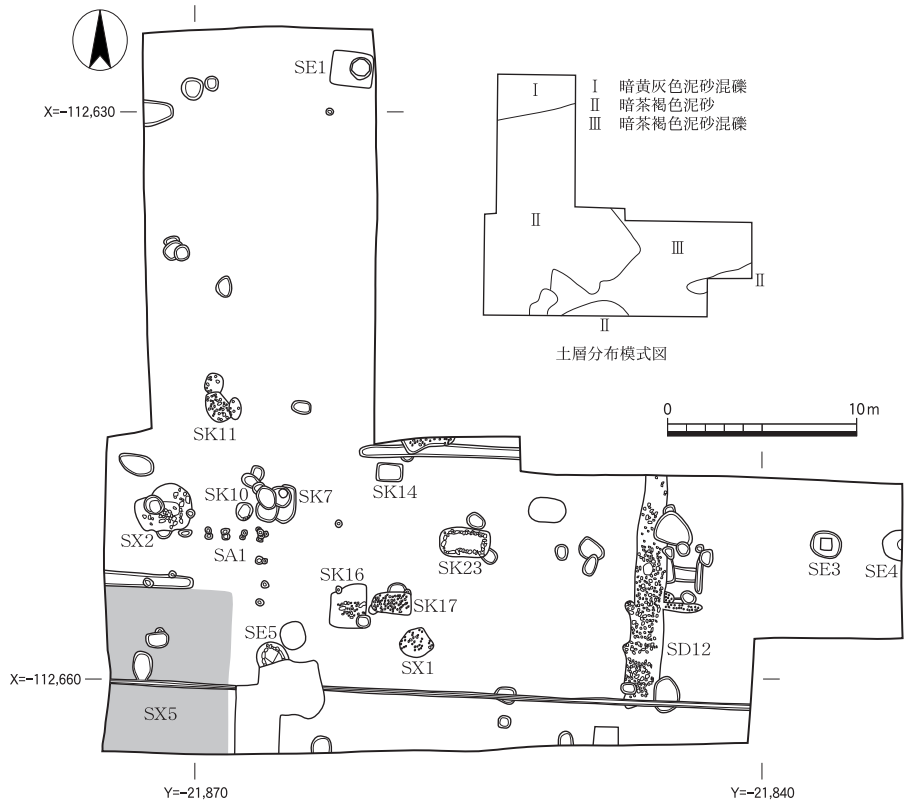 SE1
X=-112,630
Ⅰ
Ⅰ 暗黄灰色泥砂混礫
Ⅱ 暗茶褐色泥砂
Ⅲ 暗茶褐色泥砂混礫
Ⅱ
Ⅲ
Ⅱ
Ⅱ
土層分布模式図
0 10m
SK11
SK10
SK7
SK14
SX2
SA1
SK23
SE3
SE4
SK16
SK17
SE5
SX1
SD12
X=-112,660
SX5
Y=-21,870
Y=-21,840